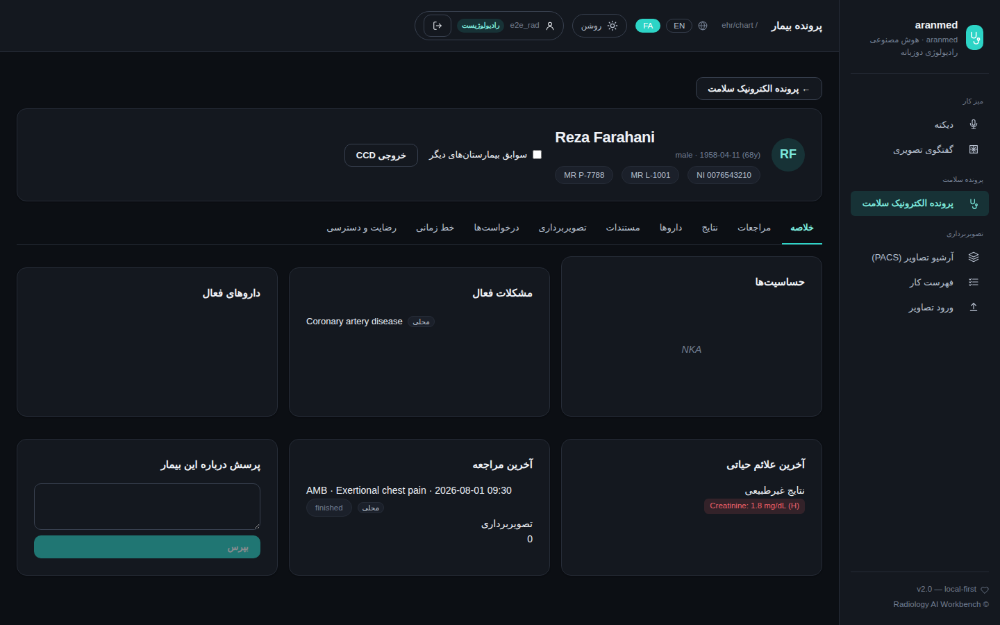 aranmed
aranmed · هوش مصنوعی
رادیولوژی دوزبانه
میز کار
دیکته
گفتگوی تصویری
پرونده سلامت
پرونده الکترونیک سلامت
تصویربرداری
آرشیو تصاویر (PACS)
فهرست کار
ورود تصاویر
v2.0 — local-first
Radiology AI Workbench ©
پرونده بیمار
ehr/chart /
EN
FA
روشن
e2e_rad
رادیولوژیست
← پرونده الکترونیک سلامت
RF
Reza Farahani
male · 1958-04-11 (68y)
NI 0076543210
MR L-1001
MR P-7788
سوابق بیمارستان‌های دیگر
خروجی CCD
خلاصه
مراجعات
نتایج
داروها
مستندات
تصویربرداری
درخواست‌ها
خط زمانی
رضایت و دسترسی
حساسیت‌ها
NKA
مشکلات فعال
Coronary artery disease محلی
داروهای فعال
آخرین علائم حیاتی
نتایج غیرطبیعی
Creatinine: 1.8 mg/dL (H)
آخرین مراجعه
AMB · Exertional chest pain · 2026-08-01 09:30
finished محلی
تصویربرداری
0
پرسش درباره این بیمار
بپرس